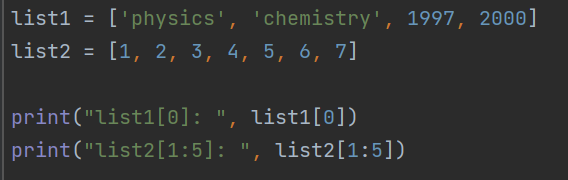 list1 = ['physics', 'chemistry', 1997, 2000]
list2 = [1, 2, 3, 4, 5, 6, 7]
print("list1[0]: ", list1[0])
print("list2[1:5]: ", list2[1:5])